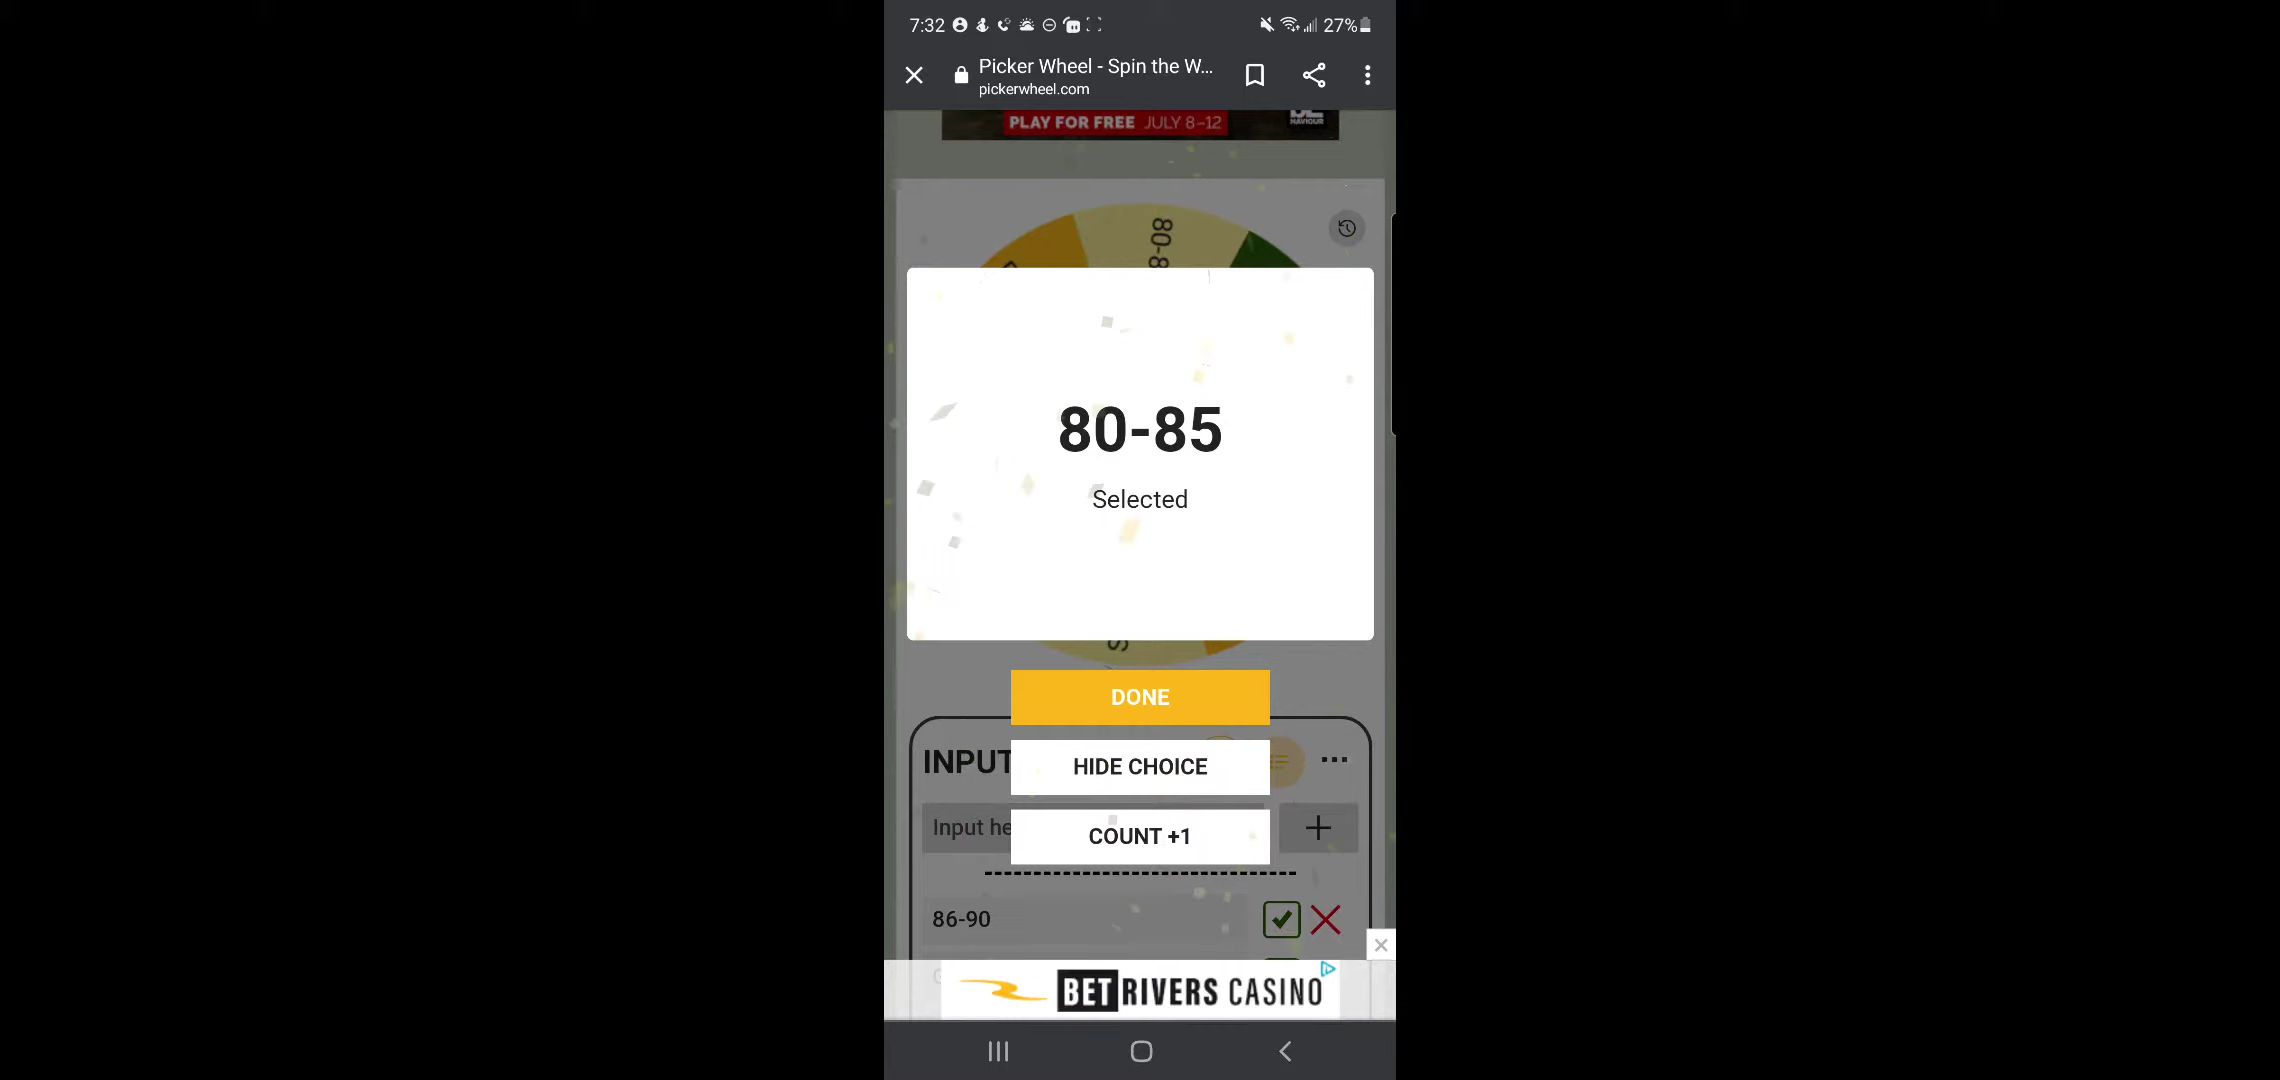 7:32
27%
Picker Wheel - Spin the W...
pickerwheel.com
PLAY FOR FREE JULY 8-12
80-8
80-85
Selected
DONE
INPUT
HIDE CHOICE
Input he
COUNT +1
86-90
BETRIVERS CASINO